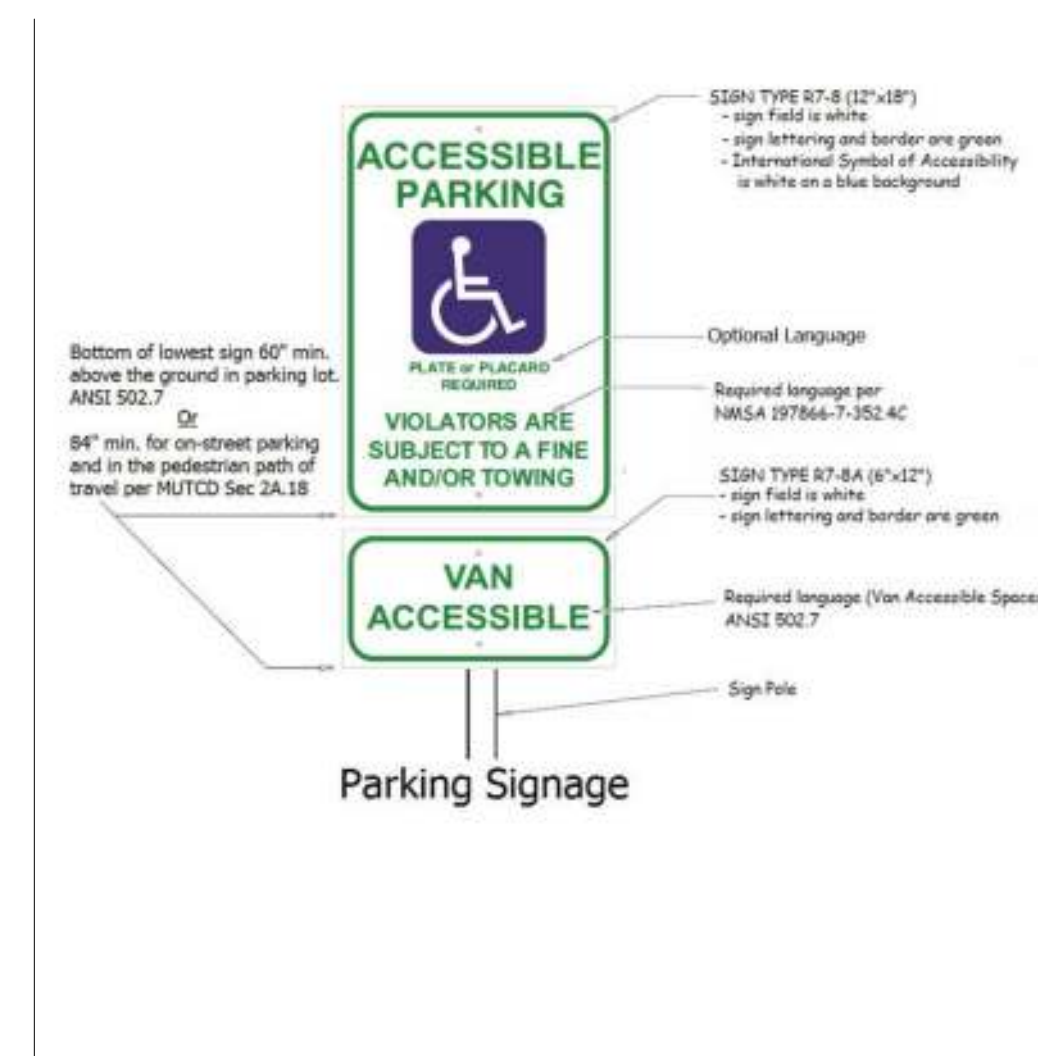 SIGN TYPE R7-8 (12"x18")
- sign field is white
- sign lettering and border are green
- International Symbol of Accessibility
is white on a blue background
ACCESSIBLE
PARKING
PLATE or PLACARD
REQUIRED
VIOLATORS ARE
SUBJECT TO A FINE
AND/OR TOWING
Optional Language
Required language per
NMSA 197866-7-352.4C
Bottom of lowest sign 60" min.
above the ground in parking lot.
ANSI 502.7
Or
84" min. for on-street parking
and in the pedestrian path of
travel per MUTCD Sec 2A.18
SIGN TYPE R7-8A (6"x12")
- sign field is white
- sign lettering and border are green
VAN
ACCESSIBLE
Required language (Van Accessible Space
ANSI 502.7
Sign Pole
Parking Signage